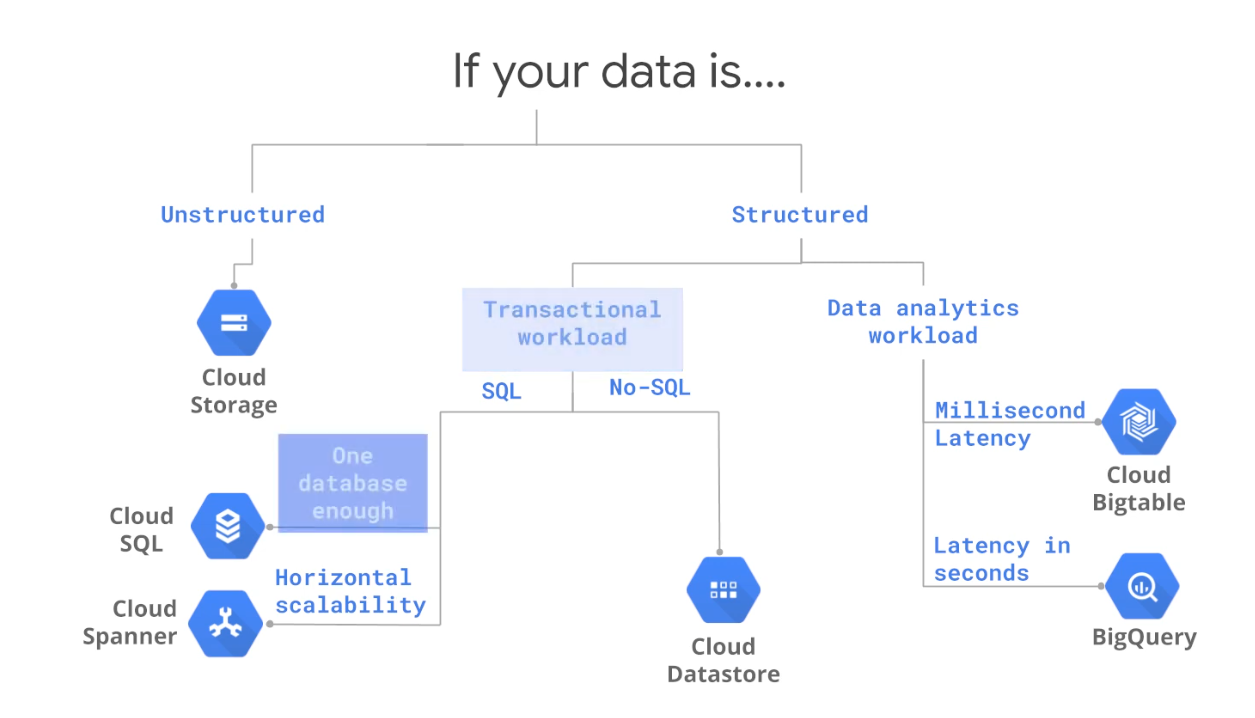 If your data is....
Unstructured
Structured
Cloud
Storage
Transactional
workload
Data analytics
workload
SQL
No-SQL
One
database
enough
Cloud
SQL
Horizontal
scalability
Cloud
Spanner
Cloud
Datastore
Millisecond
Latency
Cloud
Bigtable
Latency in
seconds
BigQuery